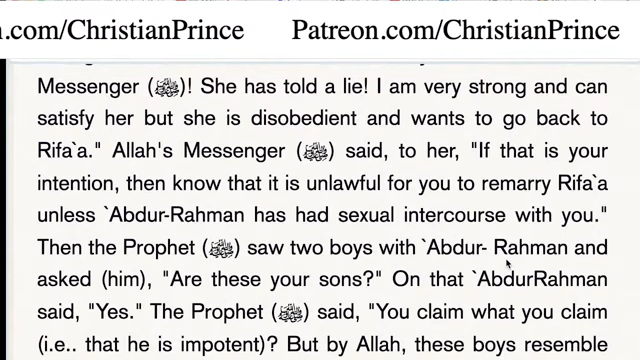 n.com/ChristianPrince Patreon.com/ChristianPrince
Messenger (ﷺ)! She has told a lie! I am very strong and can
satisfy her but she is disobedient and wants to go back to
Rifa`a." Allah's Messenger (ﷺ) said, to her, "If that is your
intention, then know that it is unlawful for you to remarry Rifa`a
unless `Abdur-Rahman has had sexual intercourse with you."
Then the Prophet (ﷺ) saw two boys with `Abdur- Rahman and
asked (him), "Are these your sons?" On that `AbdurRahman
said, "Yes." The Prophet (ﷺ) said, "You claim what you claim
(i.e.. that he is impotent)? But by Allah, these boys resemble